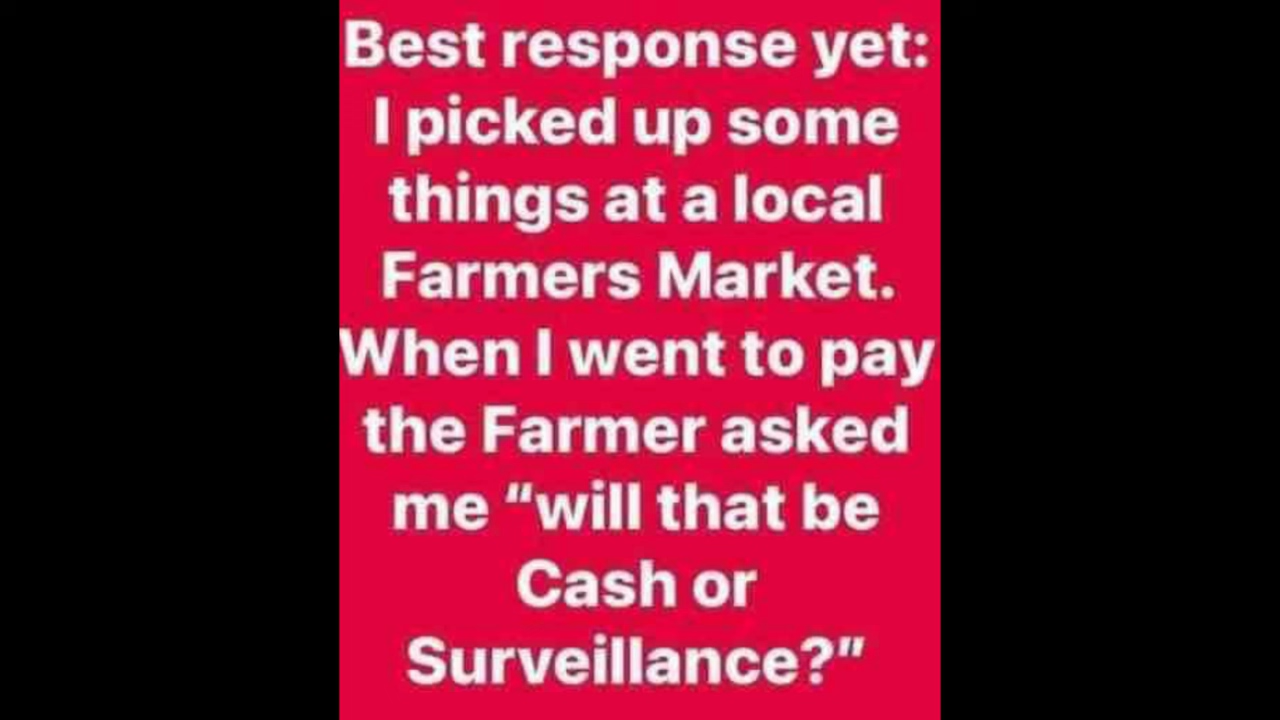 Best response yet:
I picked up some
things at a local
Farmers Market.
When I went to pay
the Farmer asked
me “will that be
Cash or
Surveillance?”